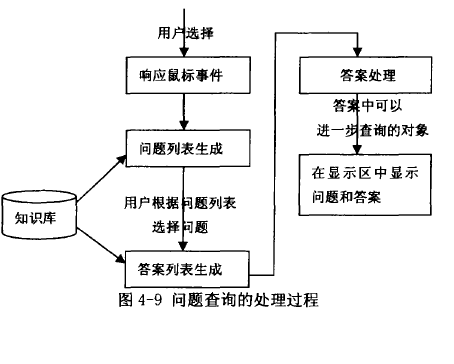 用户选择
响应鼠标事件
问题列表生成
用户根据问题列表
选择问题
知识库
答案列表生成
答案处理
答案中可以
进一步查询的对象
在显示区中显示
问题和答案
图 4-9 问题查询的处理过程